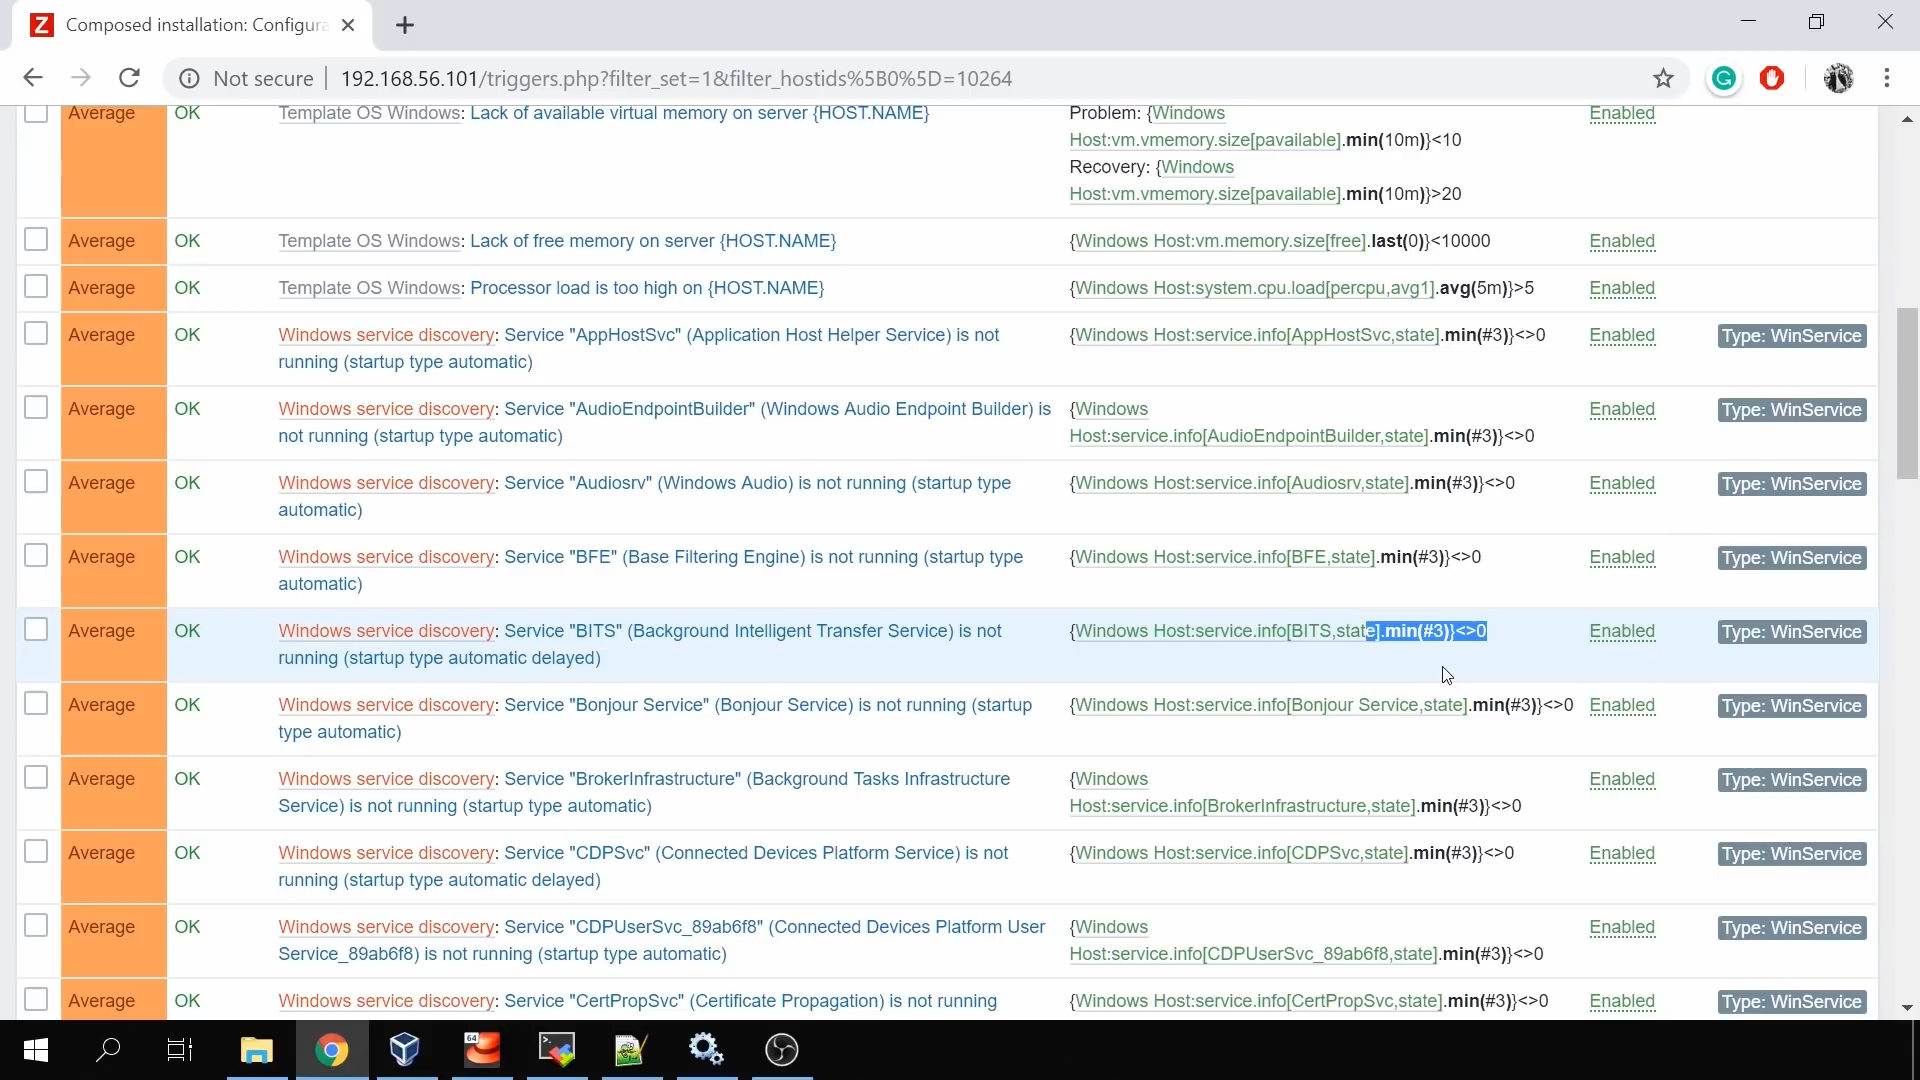 Composed installation: Configura
Not secure 192.168.56.101/triggers.php?filter_set=1&filter_hostids%5B0%5D=10264
Average OK Template OS Windows: Lack of available virtual memory on server {HOST.NAME} Problem: {Windows Enabled
Host:vm.vmemory.size[pavailable].min(10m)}<10
Recovery: {Windows
Host:vm.vmemory.size[pavailable].min(10m)}>20
Average OK Template OS Windows: Lack of free memory on server {HOST.NAME} {Windows Host:vm.memory.size[free].last(0)}<10000 Enabled
Average OK Template OS Windows: Processor load is too high on {HOST.NAME} {Windows Host:system.cpu.load[percpu,avg1].avg(5m)}>5 Enabled
Average OK Windows service discovery: Service "AppHostSvc" (Application Host Helper Service) is not {Windows Host:service.info[AppHostSvc,state].min(#3)}<>0 Enabled Type: WinService
running (startup type automatic)
Average OK Windows service discovery: Service "AudioEndpointBuilder" (Windows Audio Endpoint Builder) is {Windows Enabled Type: WinService
not running (startup type automatic) Host:service.info[AudioEndpointBuilder,state].min(#3)}<>0
Average OK Windows service discovery: Service "Audiosrv" (Windows Audio) is not running (startup type {Windows Host:service.info[Audiosrv,state].min(#3)}<>0 Enabled Type: WinService
automatic)
Average OK Windows service discovery: Service "BFE" (Base Filtering Engine) is not running (startup type {Windows Host:service.info[BFE,state].min(#3)}<>0 Enabled Type: WinService
automatic)
Average OK Windows service discovery: Service "BITS" (Background Intelligent Transfer Service) is not {Windows Host:service.info[BITS,state].min(#3)}<>0 Enabled Type: WinService
running (startup type automatic delayed)
Average OK Windows service discovery: Service "Bonjour Service" (Bonjour Service) is not running (startup {Windows Host:service.info[Bonjour Service,state].min(#3)}<>0 Enabled Type: WinService
type automatic)
Average OK Windows service discovery: Service "BrokerInfrastructure" (Background Tasks Infrastructure {Windows Enabled Type: WinService
Service) is not running (startup type automatic) Host:service.info[BrokerInfrastructure,state].min(#3)}<>0
Average OK Windows service discovery: Service "CDPSvc" (Connected Devices Platform Service) is not {Windows Host:service.info[CDPSvc,state].min(#3)}<>0 Enabled Type: WinService
running (startup type automatic delayed)
Average OK Windows service discovery: Service "CDPUserSvc_89ab6f8" (Connected Devices Platform User {Windows Enabled Type: WinService
Service_89ab6f8) is not running (startup type automatic) Host:service.info[CDPUserSvc_89ab6f8,state].min(#3)}<>0
Average OK Windows service discovery: Service "CertPropSvc" (Certificate Propagation) is not running {Windows Host:service.info[CertPropSvc,state].min(#3)}<>0 Enabled Type: WinService
64